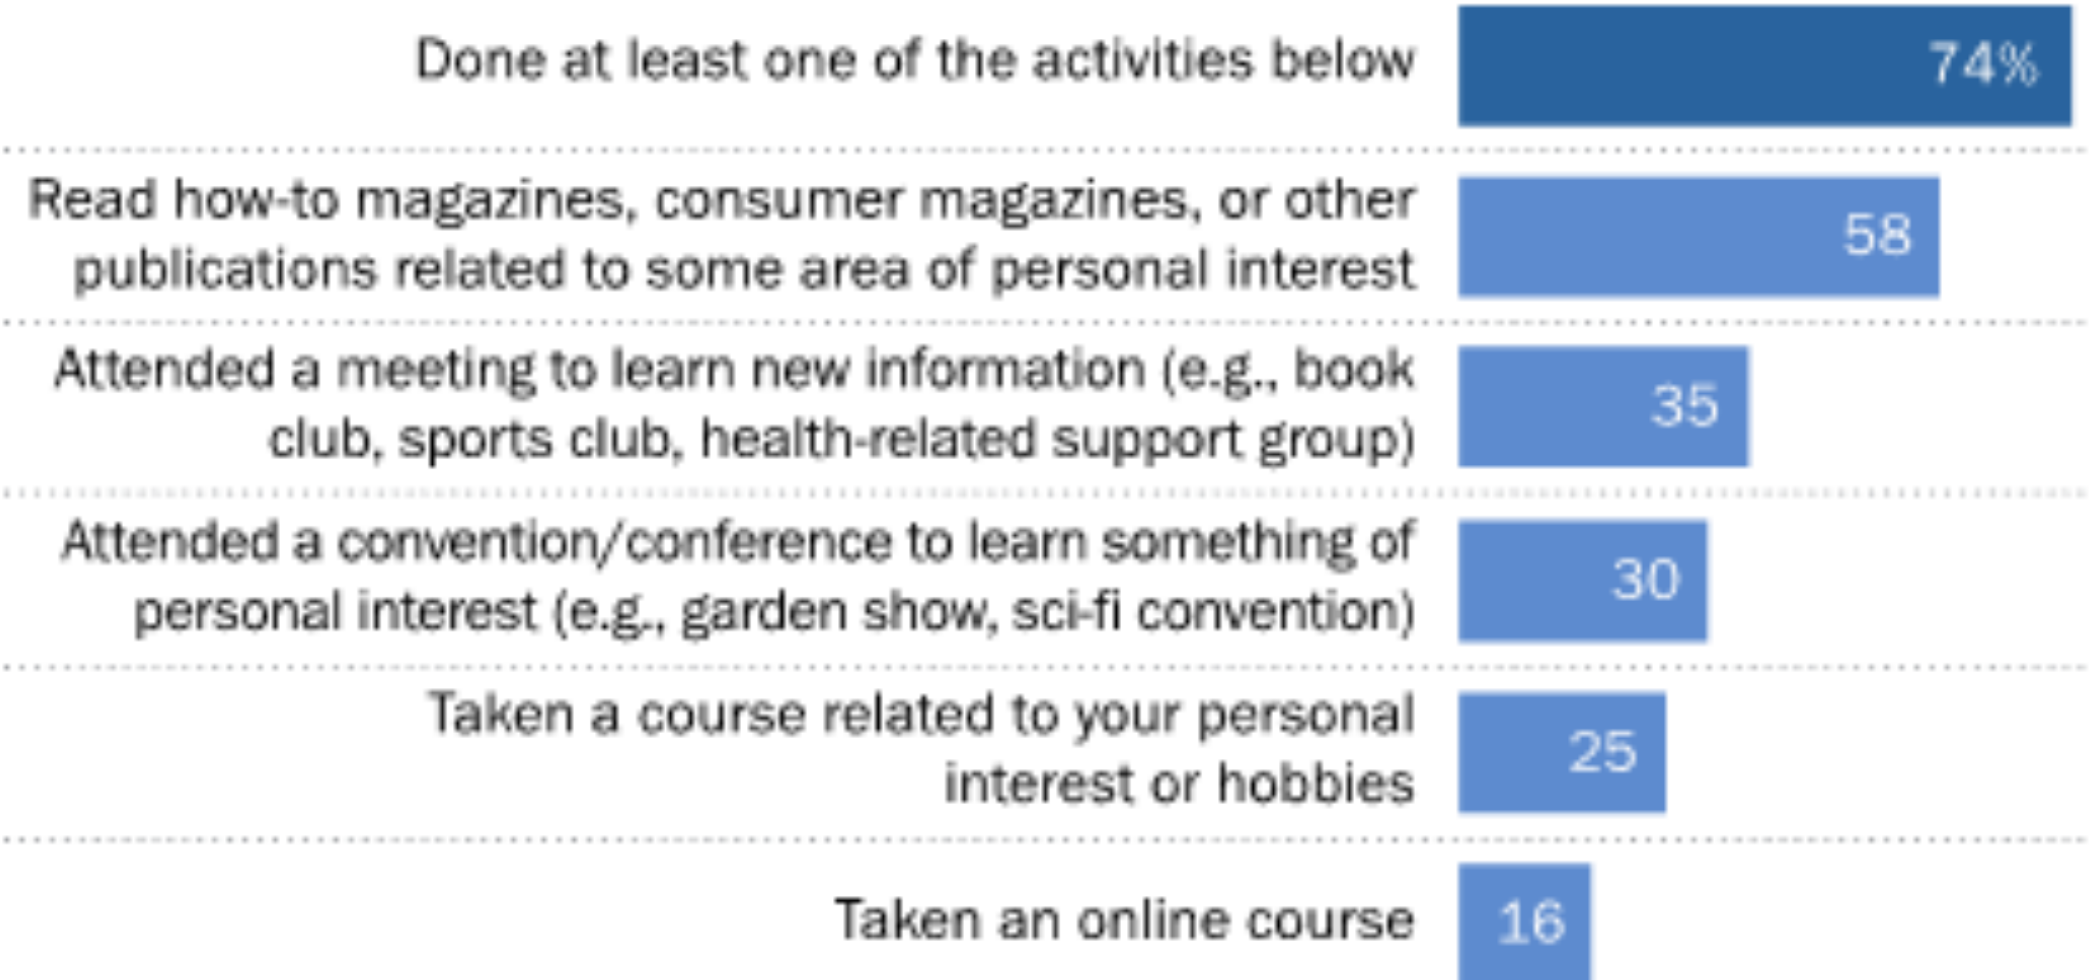 Done at least one of the activities below 74%
Read how-to magazines, consumer magazines, or other
publications related to some area of personal interest
58
Attended a meeting to learn new information (e.g., book
club, sports club, health-related support group)
35
Attended a convention/conference to learn something of
personal interest (e.g., garden show, sci-fi convention)
30
Taken a course related to your personal
interest or hobbies
25
Taken an online course 16